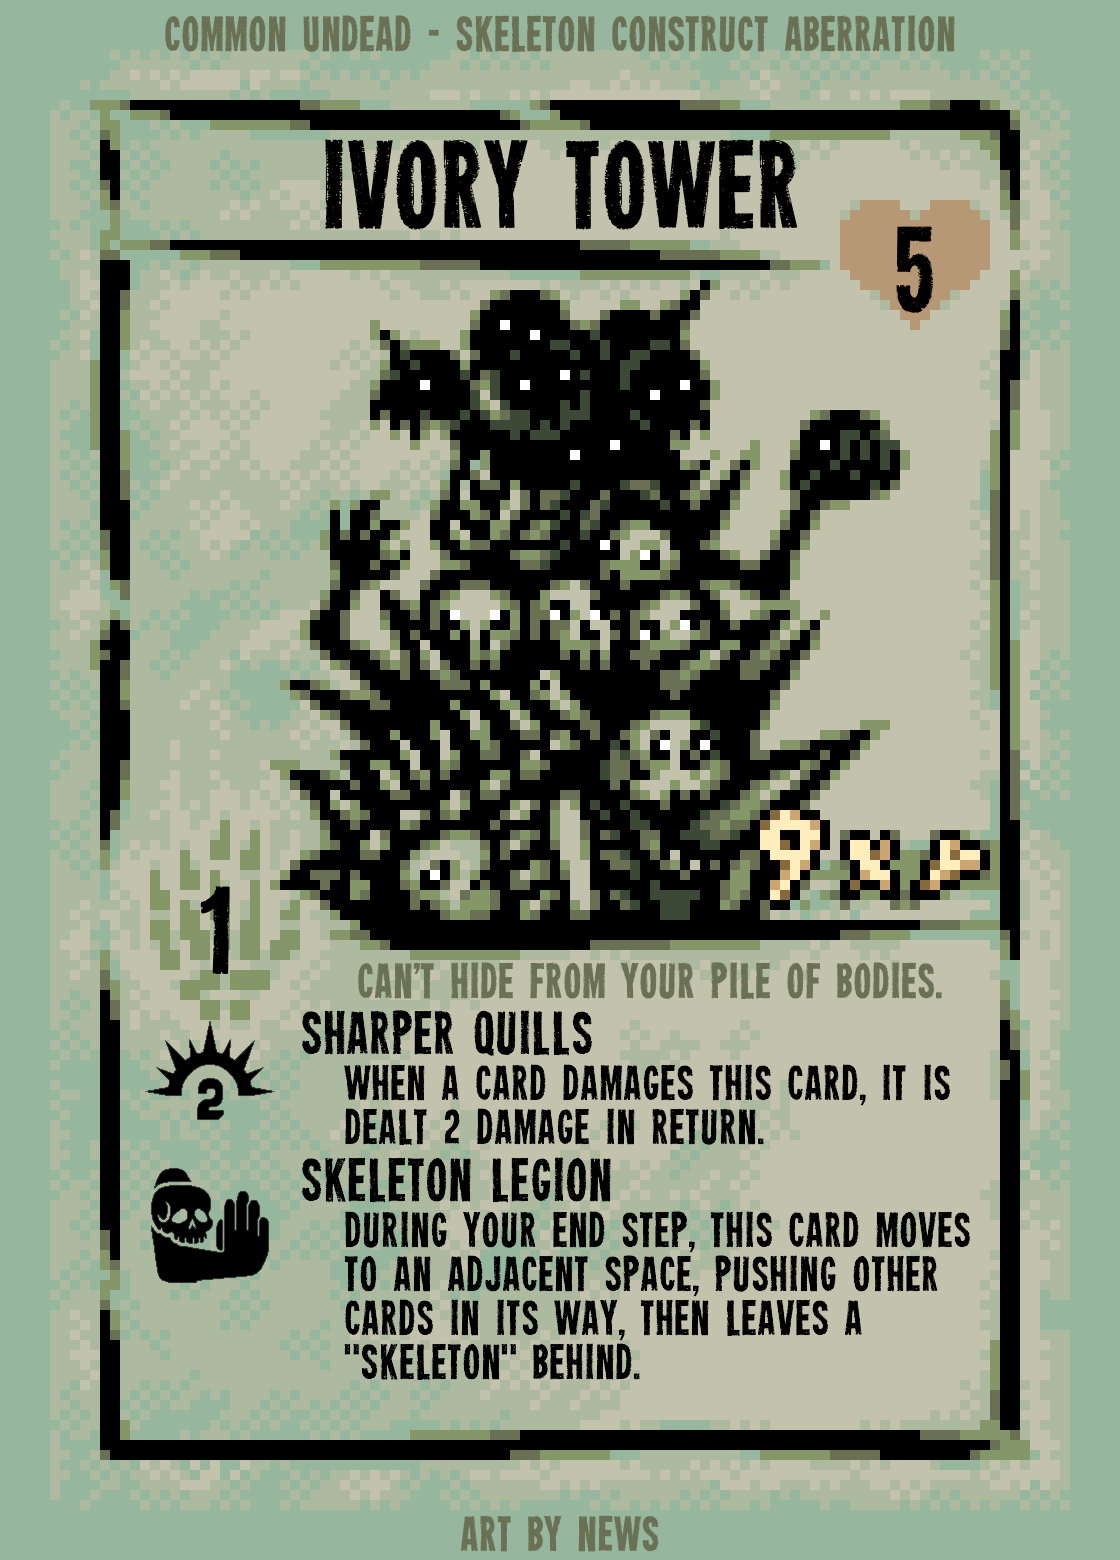 COMMON UNDEAD - SKELETON CONSTRUCT ABERRATION
IVORY TOWER
5
9 XP
1
CAN'T HIDE FROM YOUR PILE OF BODIES.
SHARPER QUILLS
2
WHEN A CARD DAMAGES THIS CARD, IT IS
DEALT 2 DAMAGE IN RETURN.
SKELETON LEGION
DURING YOUR END STEP, THIS CARD MOVES
TO AN ADJACENT SPACE, PUSHING OTHER
CARDS IN ITS WAY, THEN LEAVES A
"SKELETON" BEHIND.
ART BY NEWS